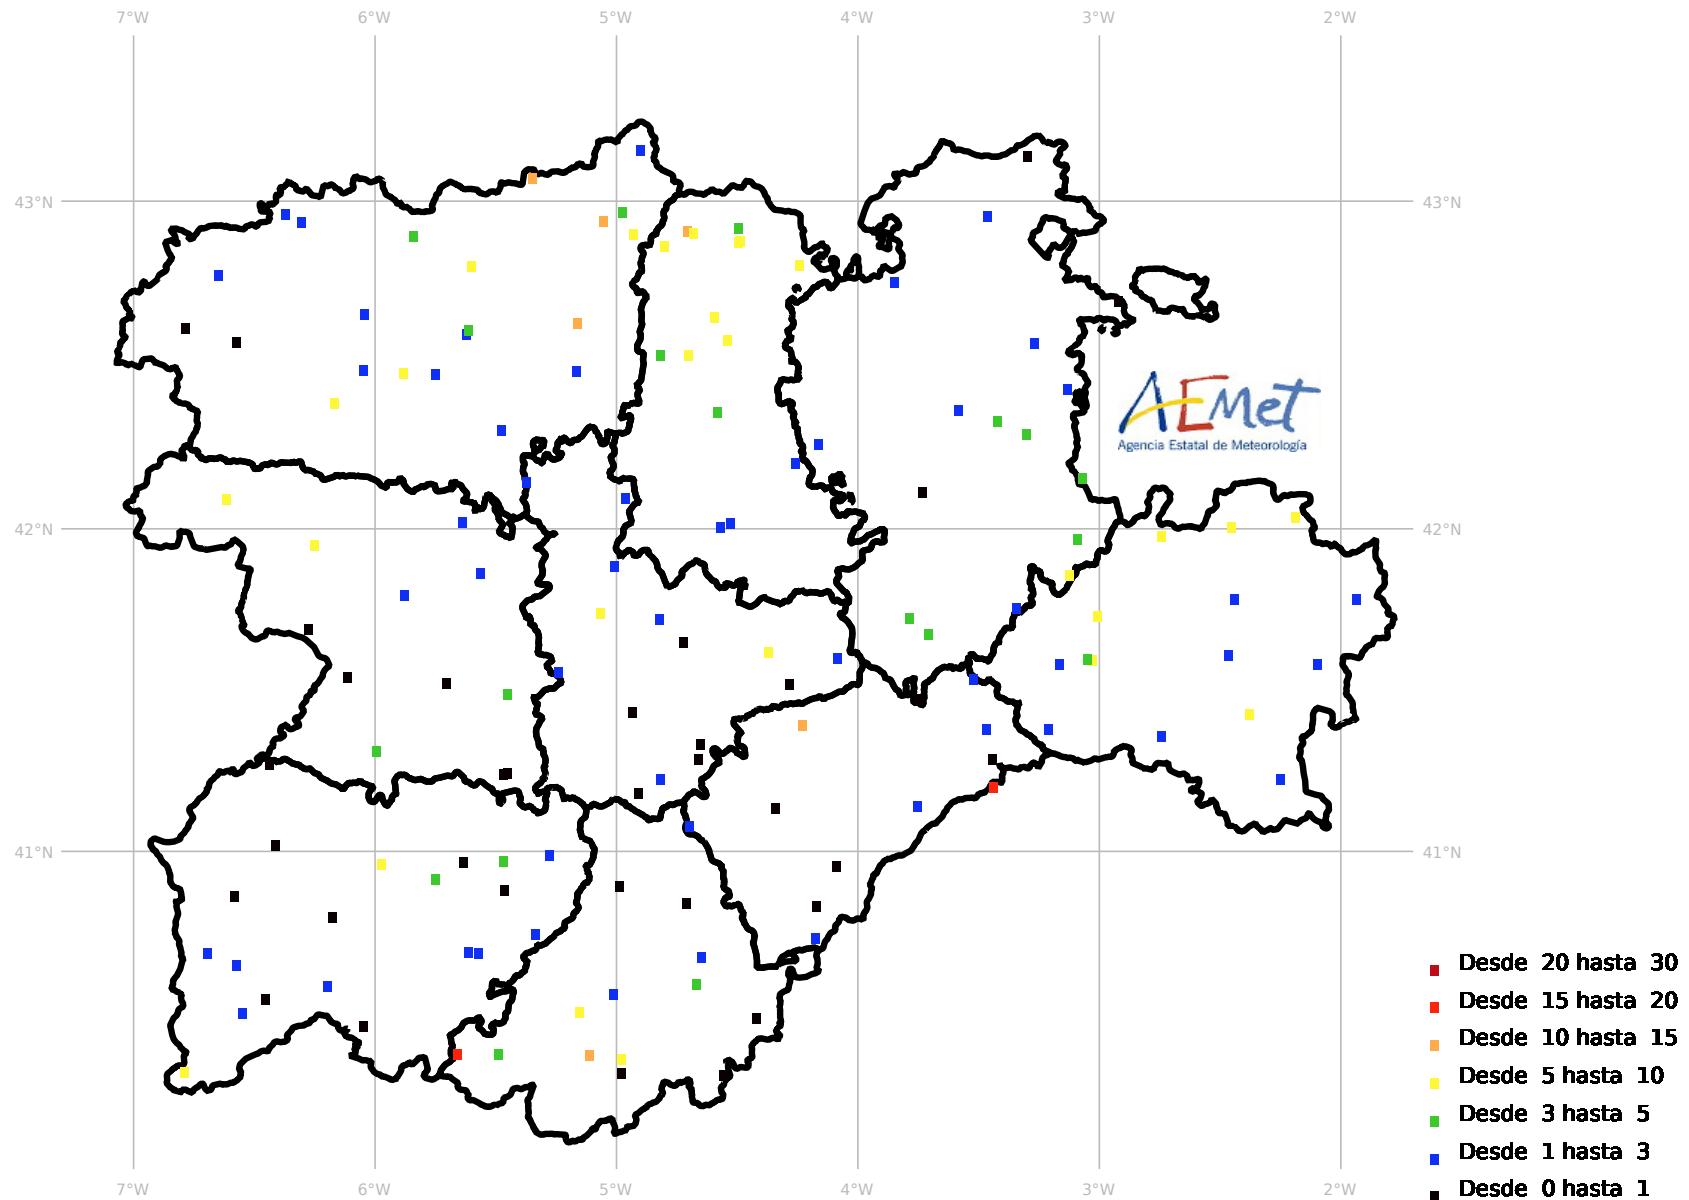 7°W 6°W 5°W 4°W 3°W 2°W
43°N 43°N
AEMet
Agencia Estatal de Meteorología
42°N 42°N
41°N 41°N
Desde 20 hasta 30
Desde 15 hasta 20
Desde 10 hasta 15
Desde 5 hasta 10
Desde 3 hasta 5
Desde 1 hasta 3
Desde 0 hasta 1
7°W 6°W 5°W 4°W 3°W 2°W